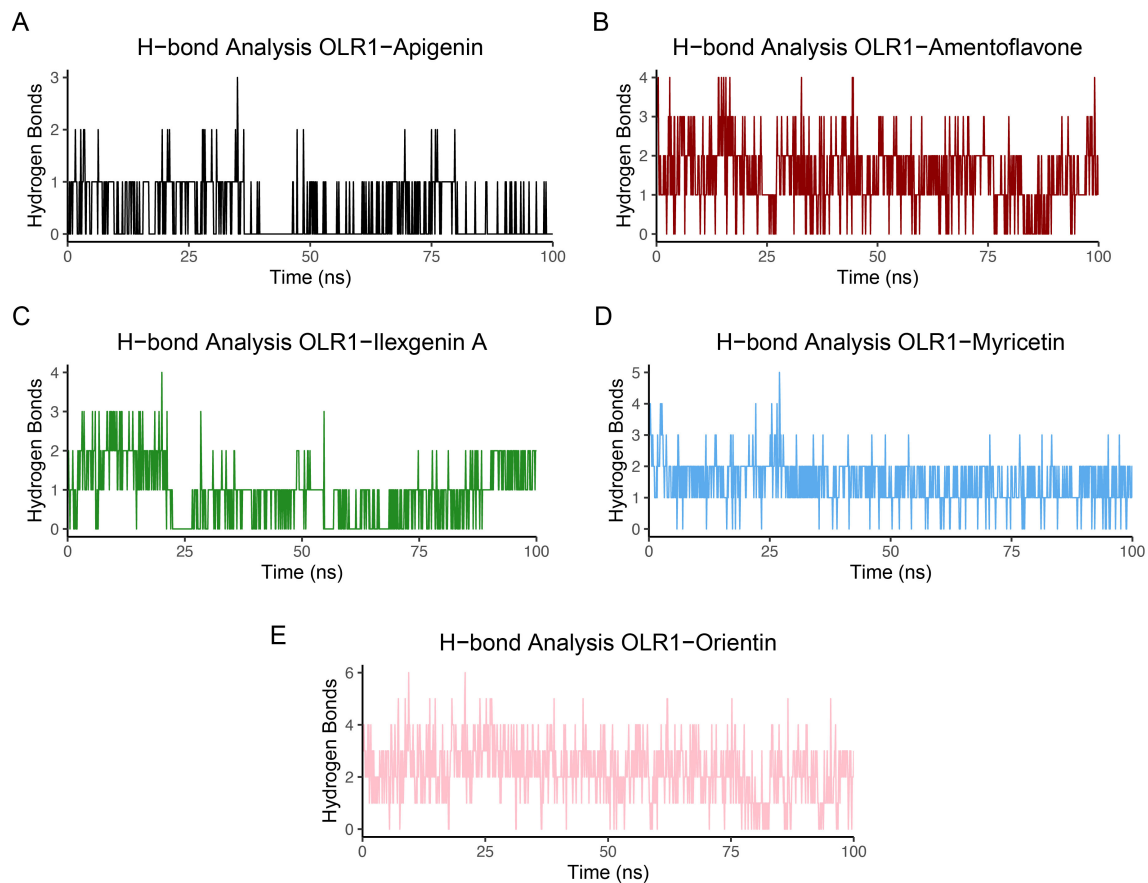 A
H−bond Analysis OLR1−Apigenin
Hydrogen Bonds
3
2
1
0
0 25 50 75 100
Time (ns)
B
H−bond Analysis OLR1−Amentoflavone
Hydrogen Bonds
4
3
2
1
0
0 25 50 75 100
Time (ns)
C
H−bond Analysis OLR1−Ilexgenin A
Hydrogen Bonds
4
3
2
1
0
0 25 50 75 100
Time (ns)
D
H−bond Analysis OLR1−Myricetin
Hydrogen Bonds
5
4
3
2
1
0
0 25 50 75 100
Time (ns)
E
H−bond Analysis OLR1−Orientin
Hydrogen Bonds
6
4
2
0
0 25 50 75 100
Time (ns)